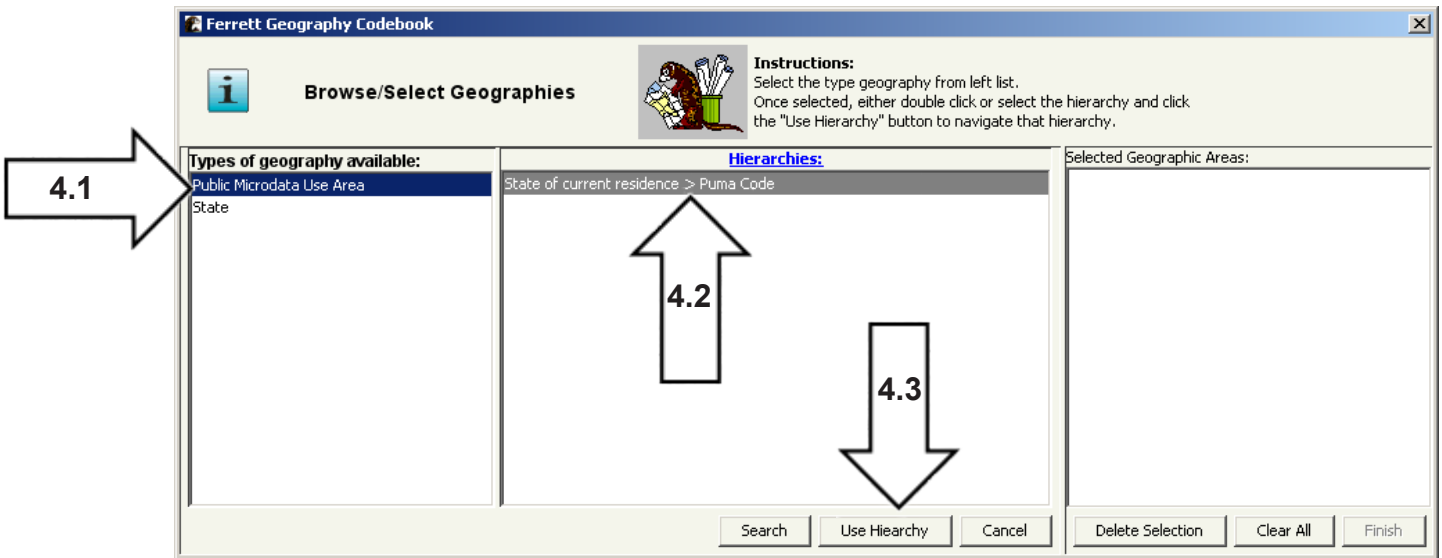 Ferrett Geography Codebook
Browse/Select Geographies
Instructions:
Select the type geography from left list.
Once selected, either double click or select the hierarchy and click
the "Use Hierarchy" button to navigate that hierarchy.
4.1
Types of geography available:
Public Microdata Use Area
State
Hierarchies:
State of current residence > Puma Code
4.2
4.3
Selected Geographic Areas:
Search
Use Hiearchy
Cancel
Delete Selection
Clear All
Finish